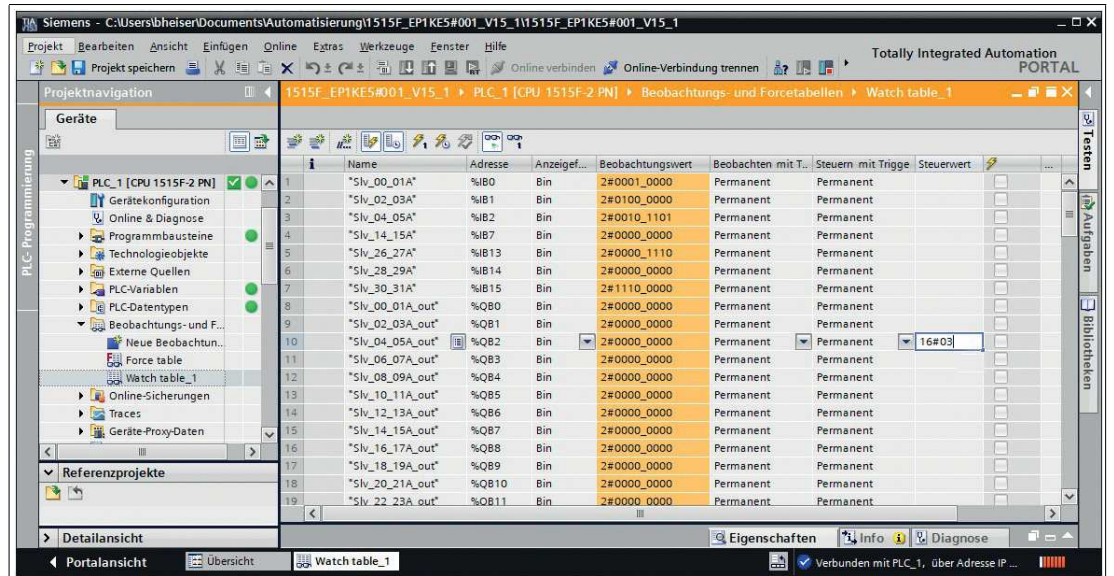 Siemens - C:\Users\bheiser\Documents\Automatisierung\1515F_EP1KE5#001_V15_1\1515F_EP1KE5#001_V15_1
Projekt Bearbeiten Ansicht Einfügen Online Extras Werkzeuge Fenster Hilfe
Projekt speichern Online verbinden Online-Verbindung trennen
Totally Integrated Automation
PORTAL
Projektnavigation
1515F_EP1KE5#001_V15_1 PLC_1 [CPU 1515F-2 PN] Beobachtungs- und Forcetabellen Watch table_1
Geräte
PLC-Programmierung
PLC_1 [CPU 1515F-2 PN]
Gerätekonfiguration
Online & Diagnose
Programmbausteine
Technologieobjekte
Externe Quellen
PLC-Variablen
PLC-Datentypen
Beobachtungs- und F...
Neue Beobachtun...
Force table
Watch table_1
Online-Sicherungen
Traces
Geräte-Proxy-Daten
Referenzprojekte
Detailansicht
i Name Adresse Anzeigef... Beobachtungswert Beobachten mit T.. Steuern mit Trigge Steuerwert ...
1 "Slv_00_01A" %IB0 Bin 2#0001_0000 Permanent Permanent
2 "Slv_02_03A" %IB1 Bin 2#0100_0000 Permanent Permanent
3 "Slv_04_05A" %IB2 Bin 2#0010_1101 Permanent Permanent
4 "Slv_14_15A" %IB7 Bin 2#0000_0000 Permanent Permanent
5 "Slv_26_27A" %IB13 Bin 2#0000_1110 Permanent Permanent
6 "Slv_28_29A" %IB14 Bin 2#0000_0000 Permanent Permanent
7 "Slv_30_31A" %IB15 Bin 2#1110_0000 Permanent Permanent
8 "Slv_00_01A_out" %QB0 Bin 2#0000_0000 Permanent Permanent
9 "Slv_02_03A_out" %QB1 Bin 2#0000_0000 Permanent Permanent
10 "Slv_04_05A_out" %QB2 Bin 2#0000_0000 Permanent Permanent 16#03
11 "Slv_06_07A_out" %QB3 Bin 2#0000_0000 Permanent Permanent
12 "Slv_08_09A_out" %QB4 Bin 2#0000_0000 Permanent Permanent
13 "Slv_10_11A_out" %QB5 Bin 2#0000_0000 Permanent Permanent
14 "Slv_12_13A_out" %QB6 Bin 2#0000_0000 Permanent Permanent
15 "Slv_14_15A_out" %QB7 Bin 2#0000_0000 Permanent Permanent
16 "Slv_16_17A_out" %QB8 Bin 2#0000_0000 Permanent Permanent
17 "Slv_18_19A_out" %QB9 Bin 2#0000_0000 Permanent Permanent
18 "Slv_20_21A_out" %QB10 Bin 2#0000_0000 Permanent Permanent
19 "Slv_22_23A_out" %QB11 Bin 2#0000_0000 Permanent Permanent
Testen
Aufgaben
Bibliotheken
Eigenschaften Info Diagnose
Portalansicht Übersicht Watch table_1 Verbunden mit PLC_1, über Adresse IP ...